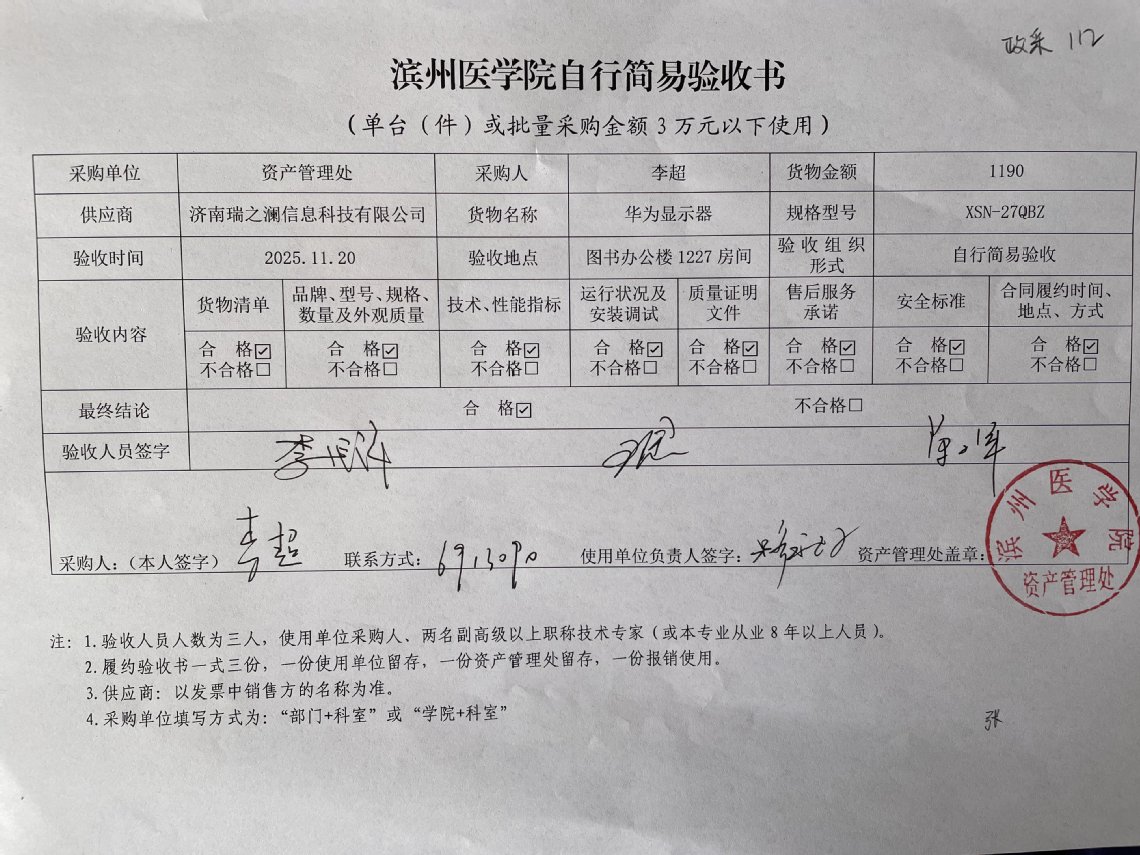 政采 112
滨州医学院自行简易验收书
（单台（件）或批量采购金额 3 万元以下使用）
采购单位 资产管理处 采购人 李超 货物金额 1190
供应商 济南瑞之澜信息科技有限公司 货物名称 华为显示器 规格型号 XSN-27QBZ
验收时间 2025.11.20 验收地点 图书办公楼 1227 房间 验收组织形式 自行简易验收
验收内容
货物清单 品牌、型号、规格、数量及外观质量 技术、性能指标 运行状况及安装调试 质量证明文件 售后服务承诺 安全标准 合同履约时间、地点、方式
合 格☑ 合 格☑ 合 格☑ 合 格☑ 合 格☑ 合 格☑ 合 格☑ 合 格☑
不合格☐ 不合格☐ 不合格☐ 不合格☐ 不合格☐ 不合格☐ 不合格☐ 不合格☐
最终结论 合 格☑ 不合格☐
验收人员签字
采购人：（本人签字） 李超 联系方式： 使用单位负责人签字： 资产管理处盖章：
滨州医学院
资产管理处
注： 1. 验收人员人数为三人，使用单位采购人、两名副高级以上职称技术专家（或本专业从业 8 年以上人员）。
2. 履约验收书一式三份，一份使用单位留存，一份资产管理处留存，一份报销使用。
3. 供应商： 以发票中销售方的名称为准。
4. 采购单位填写方式为：“部门+科室”或“学院+科室”
张